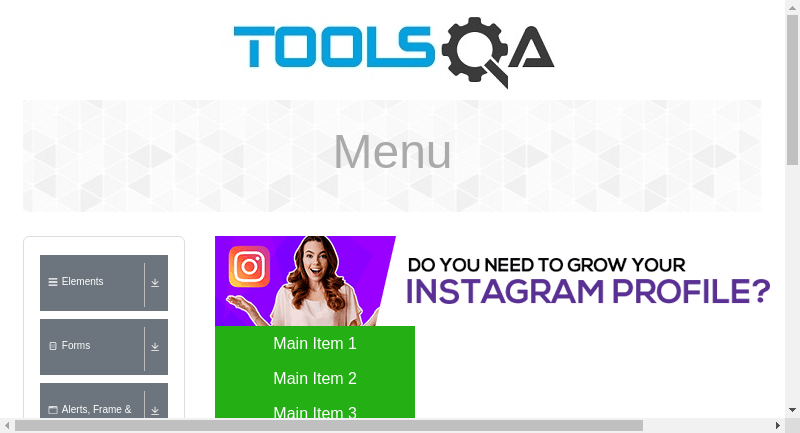 TOOLSQA
Menu
Elements
Forms
Alerts, Frame &
DO YOU NEED TO GROW YOUR
INSTAGRAM PROFILE?
Main Item 1
Main Item 2
Main Item 3